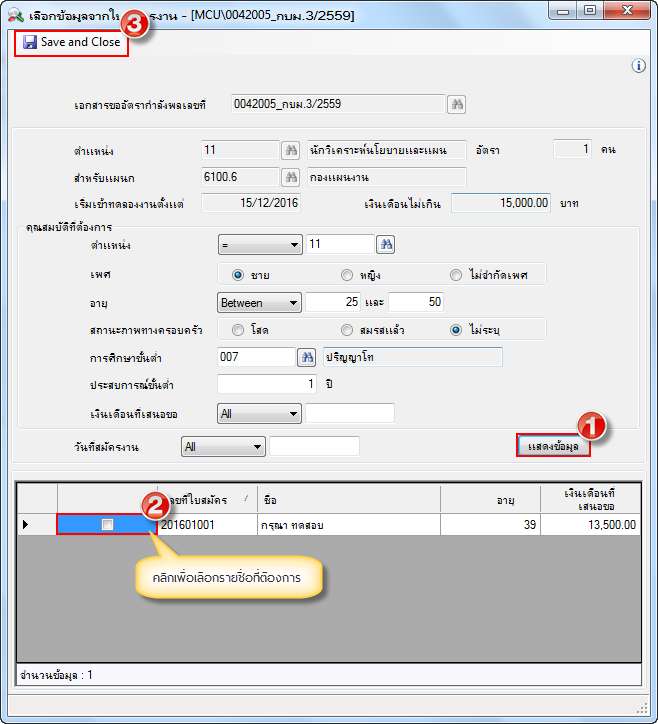 เลือกข้อมูลจากใบ งาน - [MCU\0042005_กบม.3/2559]
3
Save and Close
เอกสารขออัตรากำลังพลเลขที่ 0042005_กบม.3/2559
ตำแหน่ง 11 นักวิเคราะห์นโยบายและแผน อัตรา 1 คน
สำหรับแผนก 6100.6 กองแผนงาน
เริ่มเข้าทดลองงานตั้งแต่ 15/12/2016 เงินเดือนไม่เกิน 15,000.00 บาท
คุณสมบัติที่ต้องการ
ตำแหน่ง = 11
เพศ ชาย หญิง ไม่จำกัดเพศ
อายุ Between 25 และ 50
สถานะภาพทางครอบครัว โสด สมรสแล้ว ไม่ระบุ
การศึกษาขั้นต่ำ 007 ปริญญาโท
ประสบการณ์ขั้นต่ำ 1 ปี
เงินเดือนที่เสนอขอ All
1
วันที่สมัครงาน All แสดงข้อมูล
2
เลขที่ใบสมัคร / ชื่อ อายุ เงินเดือนที่เสนอขอ
201601001 กรุณา ทดสอบ 39 13,500.00
คลิกเพื่อเลือกรายชื่อที่ต้องการ
จำนวนข้อมูล : 1